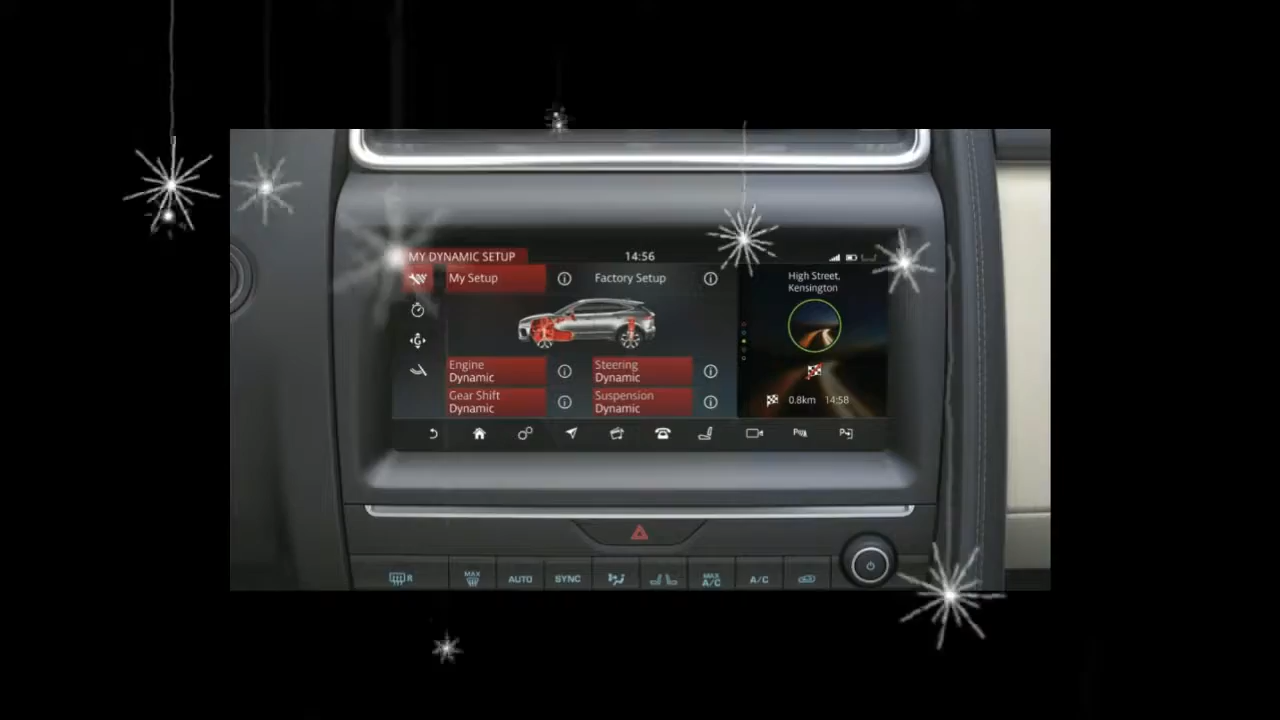 MY DYNAMIC SETUP
14:56
My Setup
Factory Setup
High Street,
Kensington
Engine
Dynamic
Steering
Dynamic
Gear Shift
Dynamic
Suspension
Dynamic
0.8km 14:58
R
MAX
AUTO
SYNC
MAX
A/C
A/C